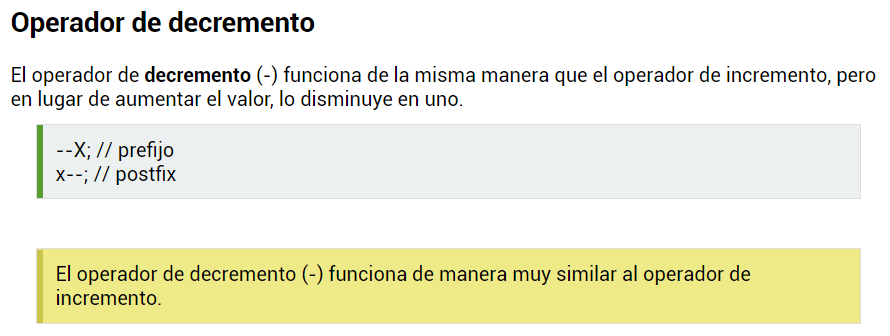 Operador de decremento
El operador de decremento (-) funciona de la misma manera que el operador de incremento, pero
en lugar de aumentar el valor, lo disminuye en uno.
--X; // prefijo
x--; // postfix
El operador de decremento (-) funciona de manera muy similar al operador de
incremento.